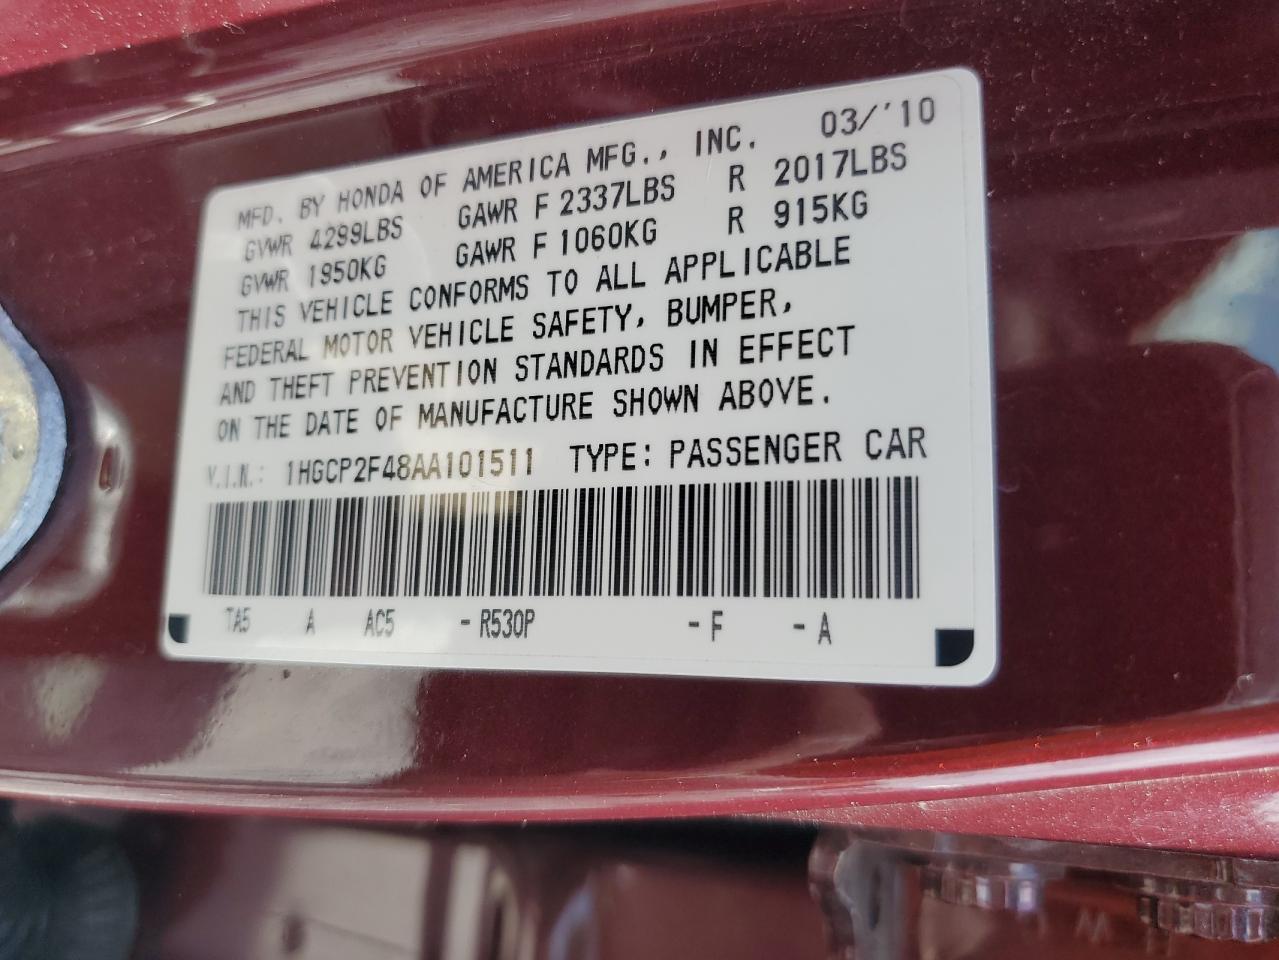 MFD. BY HONDA OF AMERICA MFG., INC. 03/'10
GVWR 4299LBS GAWR F 2337LBS R 2017LBS
GVWR 1950KG GAWR F 1060KG R 915KG
THIS VEHICLE CONFORMS TO ALL APPLICABLE
FEDERAL MOTOR VEHICLE SAFETY, BUMPER,
AND THEFT PREVENTION STANDARDS IN EFFECT
ON THE DATE OF MANUFACTURE SHOWN ABOVE.
V.I.N.: 1HGCP2F48AA101511 TYPE: PASSENGER CAR
TA5 A AC5 -R530P -F -A